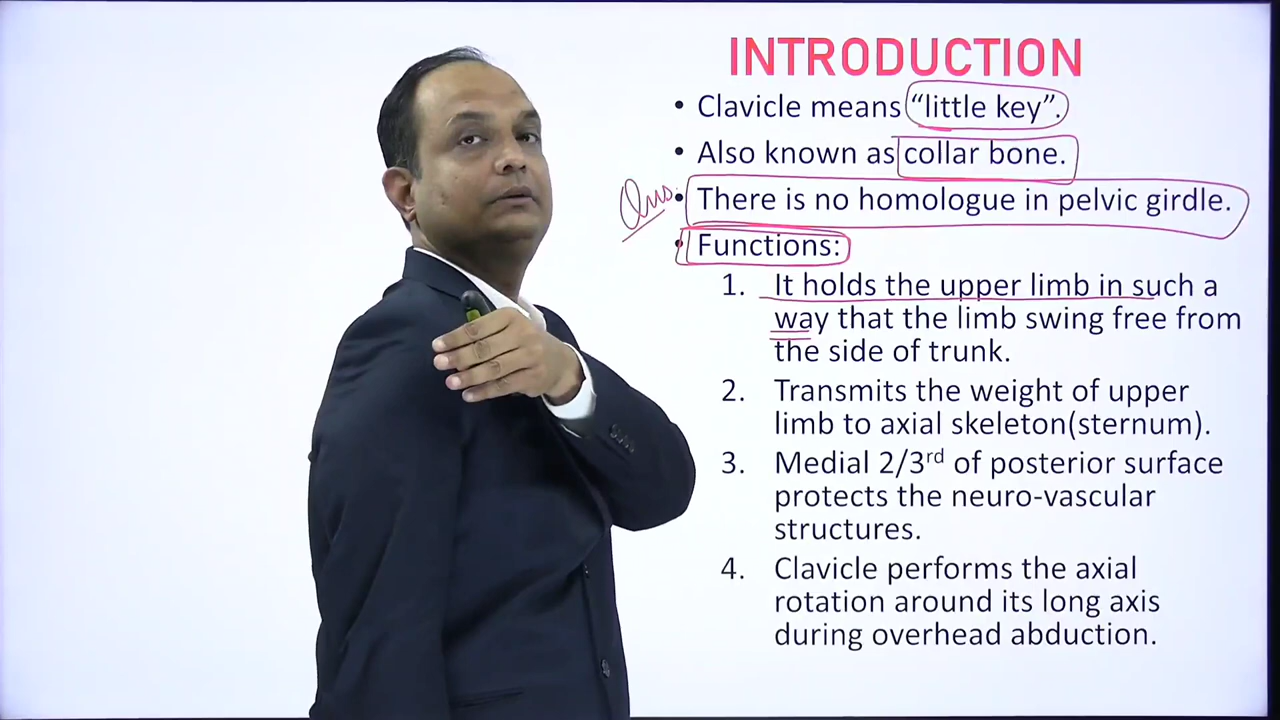 INTRODUCTION
• Clavicle means “little key”.
• Also known as collar bone.
Qus. • There is no homologue in pelvic girdle.
• Functions:
1. It holds the upper limb in such a
way that the limb swing free from
the side of trunk.
2. Transmits the weight of upper
limb to axial skeleton(sternum).
3. Medial 2/3rd of posterior surface
protects the neuro-vascular
structures.
4. Clavicle performs the axial
rotation around its long axis
during overhead abduction.